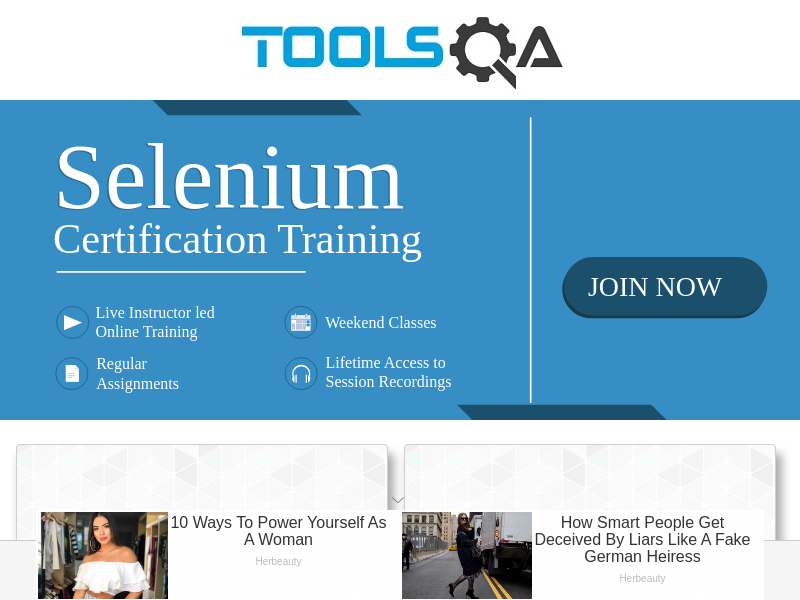 TOOLSQA
Selenium
Certification Training
Live Instructor led
Online Training
Weekend Classes
Regular
Assignments
Lifetime Access to
Session Recordings
JOIN NOW
10 Ways To Power Yourself As
A Woman
Herbeauty
How Smart People Get
Deceived By Liars Like A Fake
German Heiress
Herbeauty